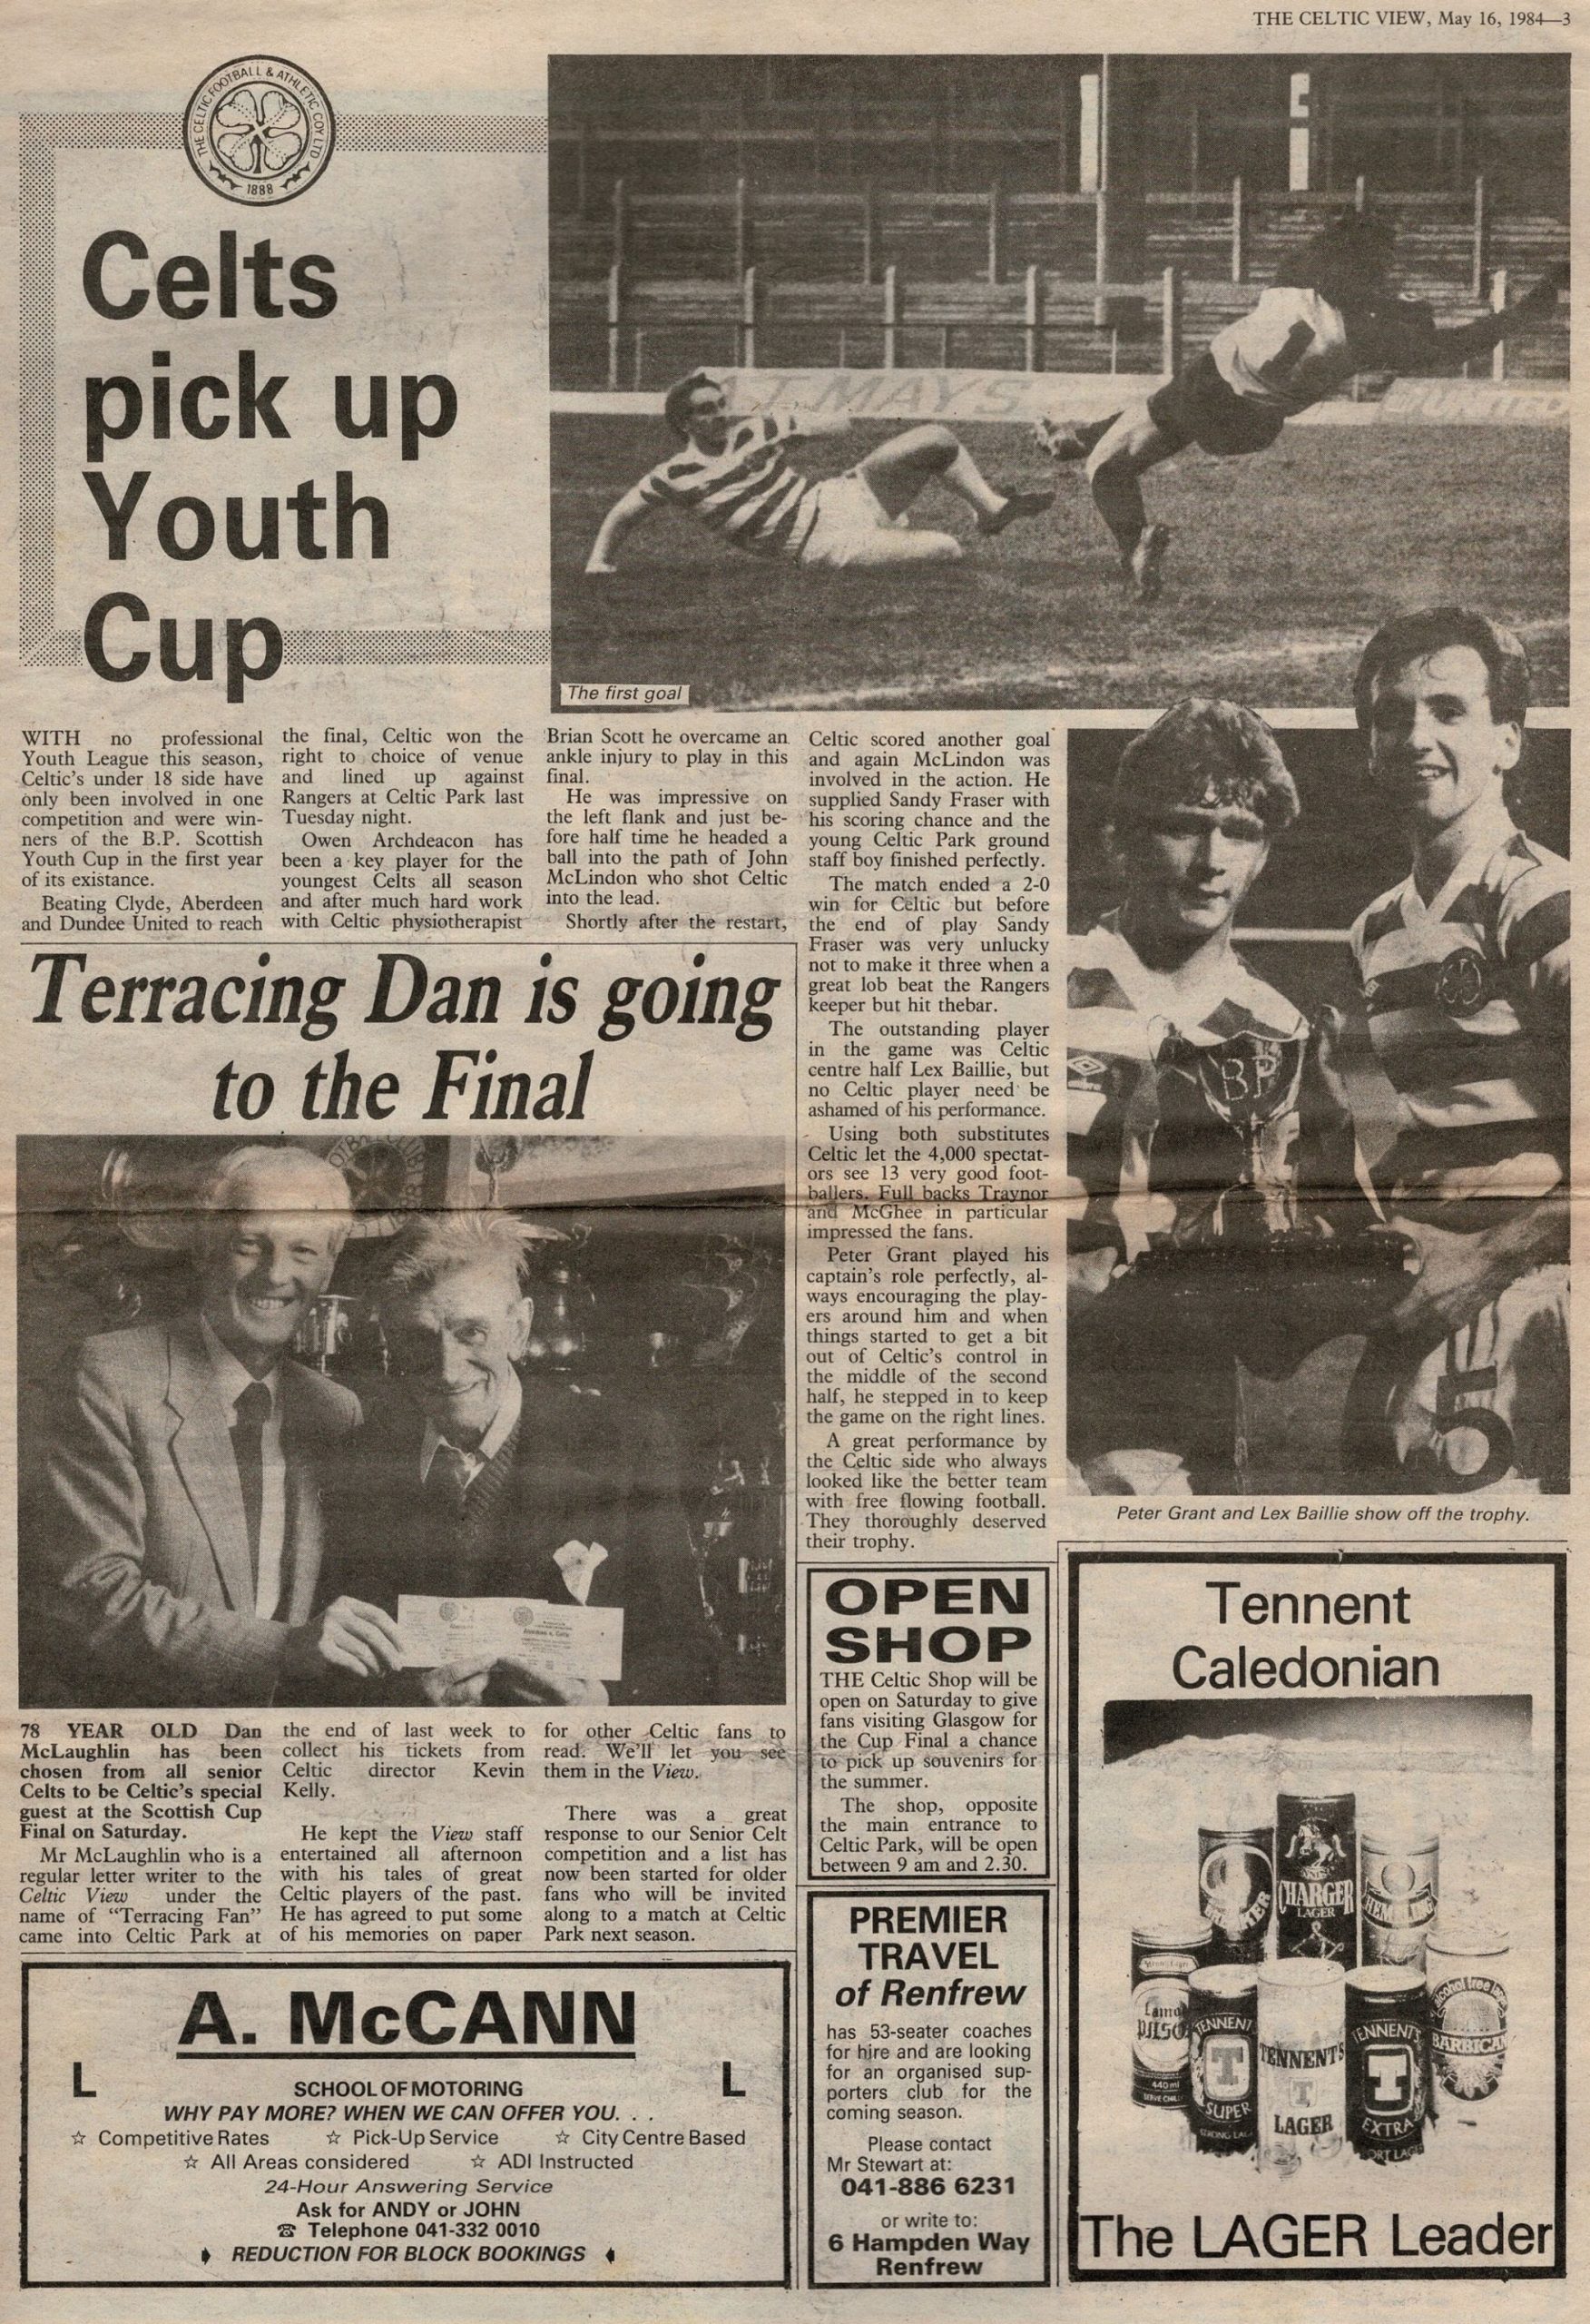 THE CELTIC VIEW, May 16, 1984—3
THE CELTIC FOOTBALL & ATHLETIC COY LTD
1888
Celts
pick up
Youth
Cup
A.T. MAYS
The first goal
WITH no professional
Youth League this season,
Celtic's under 18 side have
only been involved in one
competition and were win-
ners of the B.P. Scottish
Youth Cup in the first year
of its existance.
Beating Clyde, Aberdeen
and Dundee United to reach
the final, Celtic won the
right to choice of venue
and lined up against
Rangers at Celtic Park last
Tuesday night.
Owen Archdeacon has
been a key player for the
youngest Celts all season
and after much hard work
with Celtic physiotherapist
Brian Scott he overcame an
ankle injury to play in this
final.
He was impressive on
the left flank and just be-
fore half time he headed a
ball into the path of John
McLindon who shot Celtic
into the lead.
Shortly after the restart,
Celtic scored another goal
and again McLindon was
involved in the action. He
supplied Sandy Fraser with
his scoring chance and the
young Celtic Park ground
staff boy finished perfectly.
The match ended a 2-0
win for Celtic but before
the end of play Sandy
Fraser was very unlucky
not to make it three when a
great lob beat the Rangers
keeper but hit thebar.
The outstanding player
in the game was Celtic
centre half Lex Baillie, but
no Celtic player need be
ashamed of his performance.
Using both substitutes
Celtic let the 4,000 spectat-
ors see 13 very good foot-
ballers. Full backs Traynor
and McGhee in particular
impressed the fans.
Peter Grant played his
captain's role perfectly, al-
ways encouraging the play-
ers around him and when
things started to get a bit
out of Celtic's control in
the middle of the second
half, he stepped in to keep
the game on the right lines.
A great performance by
the Celtic side who always
looked like the better team
with free flowing football.
They thoroughly deserved
their trophy.
BP
5
Peter Grant and Lex Baillie show off the trophy.
Terracing Dan is going
to the Final
78 YEAR OLD Dan
McLaughlin has been
chosen from all senior
Celts to be Celtic's special
guest at the Scottish Cup
Final on Saturday.
Mr McLaughlin who is a
regular letter writer to the
Celtic View under the
name of “Terracing Fan”
came into Celtic Park at
the end of last week to
collect his tickets from
Celtic director Kevin
Kelly.
He kept the View staff
entertained all afternoon
with his tales of great
Celtic players of the past.
He has agreed to put some
of his memories on paper
for other Celtic fans to
read. We'll let you see
them in the View.
There was a great
response to our Senior Celt
competition and a list has
now been started for older
fans who will be invited
along to a match at Celtic
Park next season.
OPEN
SHOP
THE Celtic Shop will be
open on Saturday to give
fans visiting Glasgow for
the Cup Final a chance
to pick up souvenirs for
the summer.
The shop, opposite
the main entrance to
Celtic Park, will be open
between 9 am and 2.30.
PREMIER
TRAVEL
of Renfrew
has 53-seater coaches
for hire and are looking
for an organised sup-
porters club for the
coming season.
Please contact
Mr Stewart at:
041-886 6231
or write to:
6 Hampden Way
Renfrew
A. McCANN
L L
SCHOOL OF MOTORING
WHY PAY MORE? WHEN WE CAN OFFER YOU. . .
☆ Competitive Rates ☆ Pick-Up Service ☆ City Centre Based
☆ All Areas considered ☆ ADI Instructed
24-Hour Answering Service
Ask for ANDY or JOHN
☎ Telephone 041-332 0010
REDUCTION FOR BLOCK BOOKINGS
Tennent
Caledonian
CHARGER
LAGER
440ml
TENNENT
T
SUPER
TENNENT'S
T
LAGER
TENNENT'S
T
EXTRA
BARBICAN
The LAGER Leader